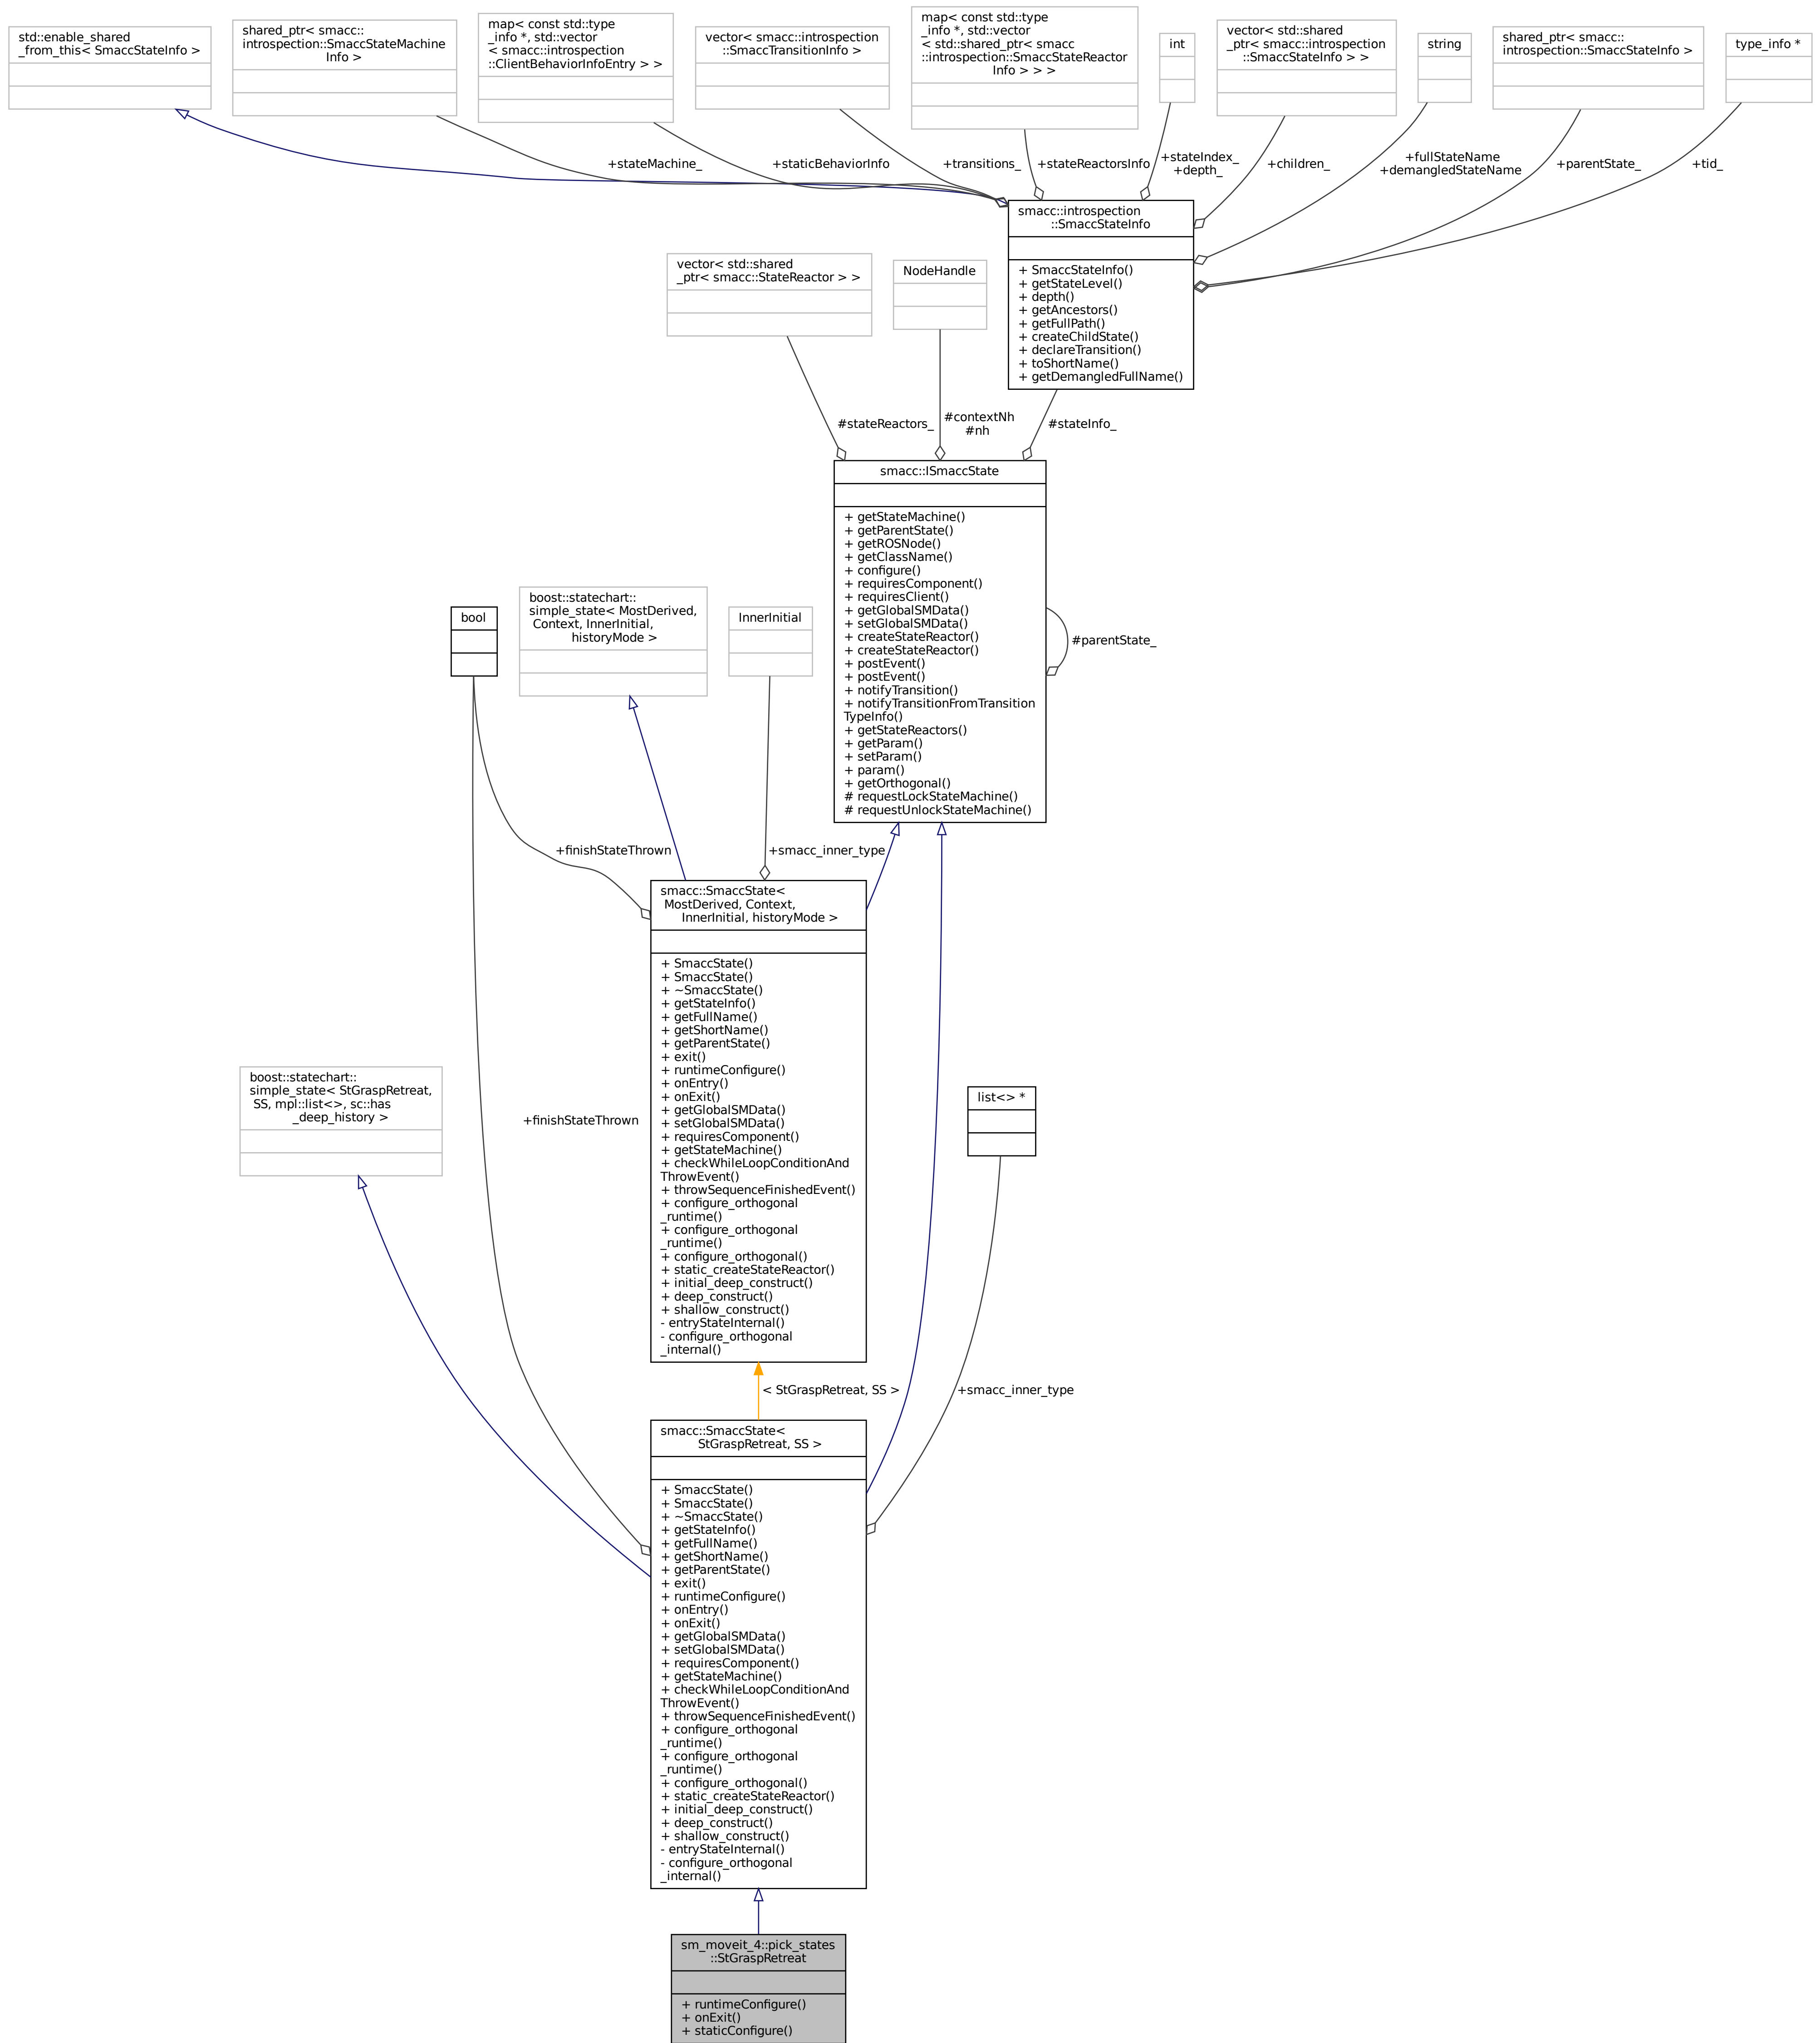 std::enable_shared
_from_this< SmaccStateInfo >
shared_ptr< smacc::
introspection::SmaccStateMachine
Info >
map< const std::type
_info *, std::vector
< smacc::introspection
::ClientBehaviorInfoEntry > >
vector< smacc::introspection
::SmaccTransitionInfo >
map< const std::type
_info *, std::vector
< std::shared_ptr< smacc
::introspection::SmaccStateReactor
Info > > >
int
vector< std::shared
_ptr< smacc::introspection
::SmaccStateInfo > >
string
shared_ptr< smacc::
introspection::SmaccStateInfo >
type_info *
+stateMachine_
+staticBehaviorInfo
+transitions_
+stateReactorsInfo
+stateIndex_
+depth_
+children_
+fullStateName
+demangledStateName
+parentState_
+tid_
smacc::introspection
::SmaccStateInfo
+ SmaccStateInfo()
+ getStateLevel()
+ depth()
+ getAncestors()
+ getFullPath()
+ createChildState()
+ declareTransition()
+ toShortName()
+ getDemangledFullName()
vector< std::shared
_ptr< smacc::StateReactor > >
NodeHandle
#stateReactors_
#contextNh
#nh
#stateInfo_
smacc::ISmaccState
+ getStateMachine()
+ getParentState()
+ getROSNode()
+ getClassName()
+ configure()
+ requiresComponent()
+ requiresClient()
+ getGlobalSMData()
+ setGlobalSMData()
+ createStateReactor()
+ createStateReactor()
+ postEvent()
+ postEvent()
+ notifyTransition()
+ notifyTransitionFromTransition
TypeInfo()
+ getStateReactors()
+ getParam()
+ setParam()
+ param()
+ getOrthogonal()
# requestLockStateMachine()
# requestUnlockStateMachine()
#parentState_
bool
boost::statechart::
simple_state< MostDerived,
Context, InnerInitial,
historyMode >
InnerInitial
+finishStateThrown
+smacc_inner_type
smacc::SmaccState<
MostDerived, Context,
InnerInitial, historyMode >
+ SmaccState()
+ SmaccState()
+ ~SmaccState()
+ getStateInfo()
+ getFullName()
+ getShortName()
+ getParentState()
+ exit()
+ runtimeConfigure()
+ onEntry()
+ onExit()
+ getGlobalSMData()
+ setGlobalSMData()
+ requiresComponent()
+ getStateMachine()
+ checkWhileLoopConditionAnd
ThrowEvent()
+ throwSequenceFinishedEvent()
+ configure_orthogonal
_runtime()
+ configure_orthogonal
_runtime()
+ configure_orthogonal()
+ static_createStateReactor()
+ initial_deep_construct()
+ deep_construct()
+ shallow_construct()
- entryStateInternal()
- configure_orthogonal
_internal()
boost::statechart::
simple_state< StGraspRetreat,
SS, mpl::list<>, sc::has
_deep_history >
+finishStateThrown
list<> *
< StGraspRetreat, SS >
+smacc_inner_type
smacc::SmaccState<
StGraspRetreat, SS >
+ SmaccState()
+ SmaccState()
+ ~SmaccState()
+ getStateInfo()
+ getFullName()
+ getShortName()
+ getParentState()
+ exit()
+ runtimeConfigure()
+ onEntry()
+ onExit()
+ getGlobalSMData()
+ setGlobalSMData()
+ requiresComponent()
+ getStateMachine()
+ checkWhileLoopConditionAnd
ThrowEvent()
+ throwSequenceFinishedEvent()
+ configure_orthogonal
_runtime()
+ configure_orthogonal
_runtime()
+ configure_orthogonal()
+ static_createStateReactor()
+ initial_deep_construct()
+ deep_construct()
+ shallow_construct()
- entryStateInternal()
- configure_orthogonal
_internal()
sm_moveit_4::pick_states
::StGraspRetreat
+ runtimeConfigure()
+ onExit()
+ staticConfigure()